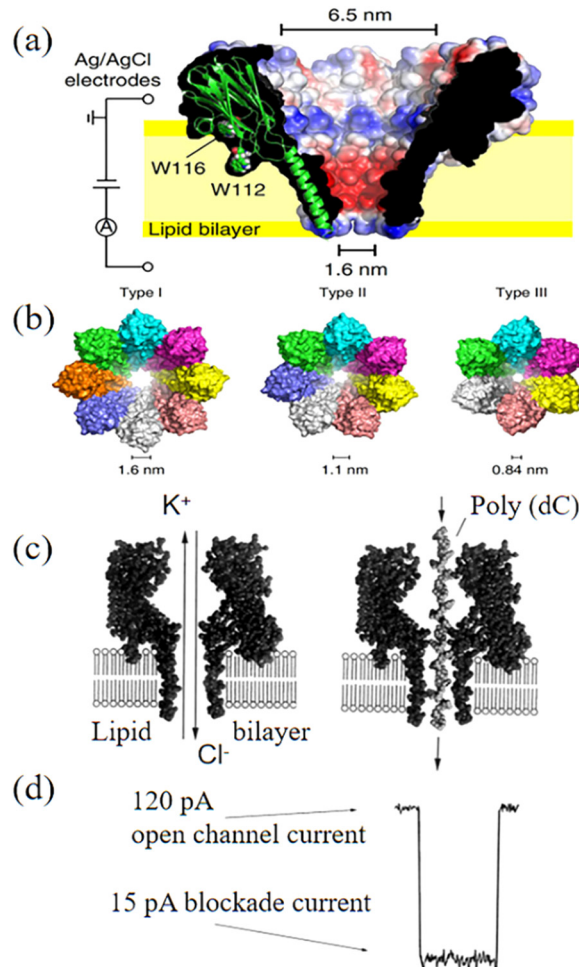 (a)
6.5 nm
Ag/AgCl
electrodes
W116
W112
A
Lipid bilayer
1.6 nm
(b)
Type I
Type II
Type III
1.6 nm
1.1 nm
0.84 nm
(c)
K⁺
Poly (dC)
Lipid
bilayer
Cl⁻
(d)
120 pA
open channel current
15 pA blockade current